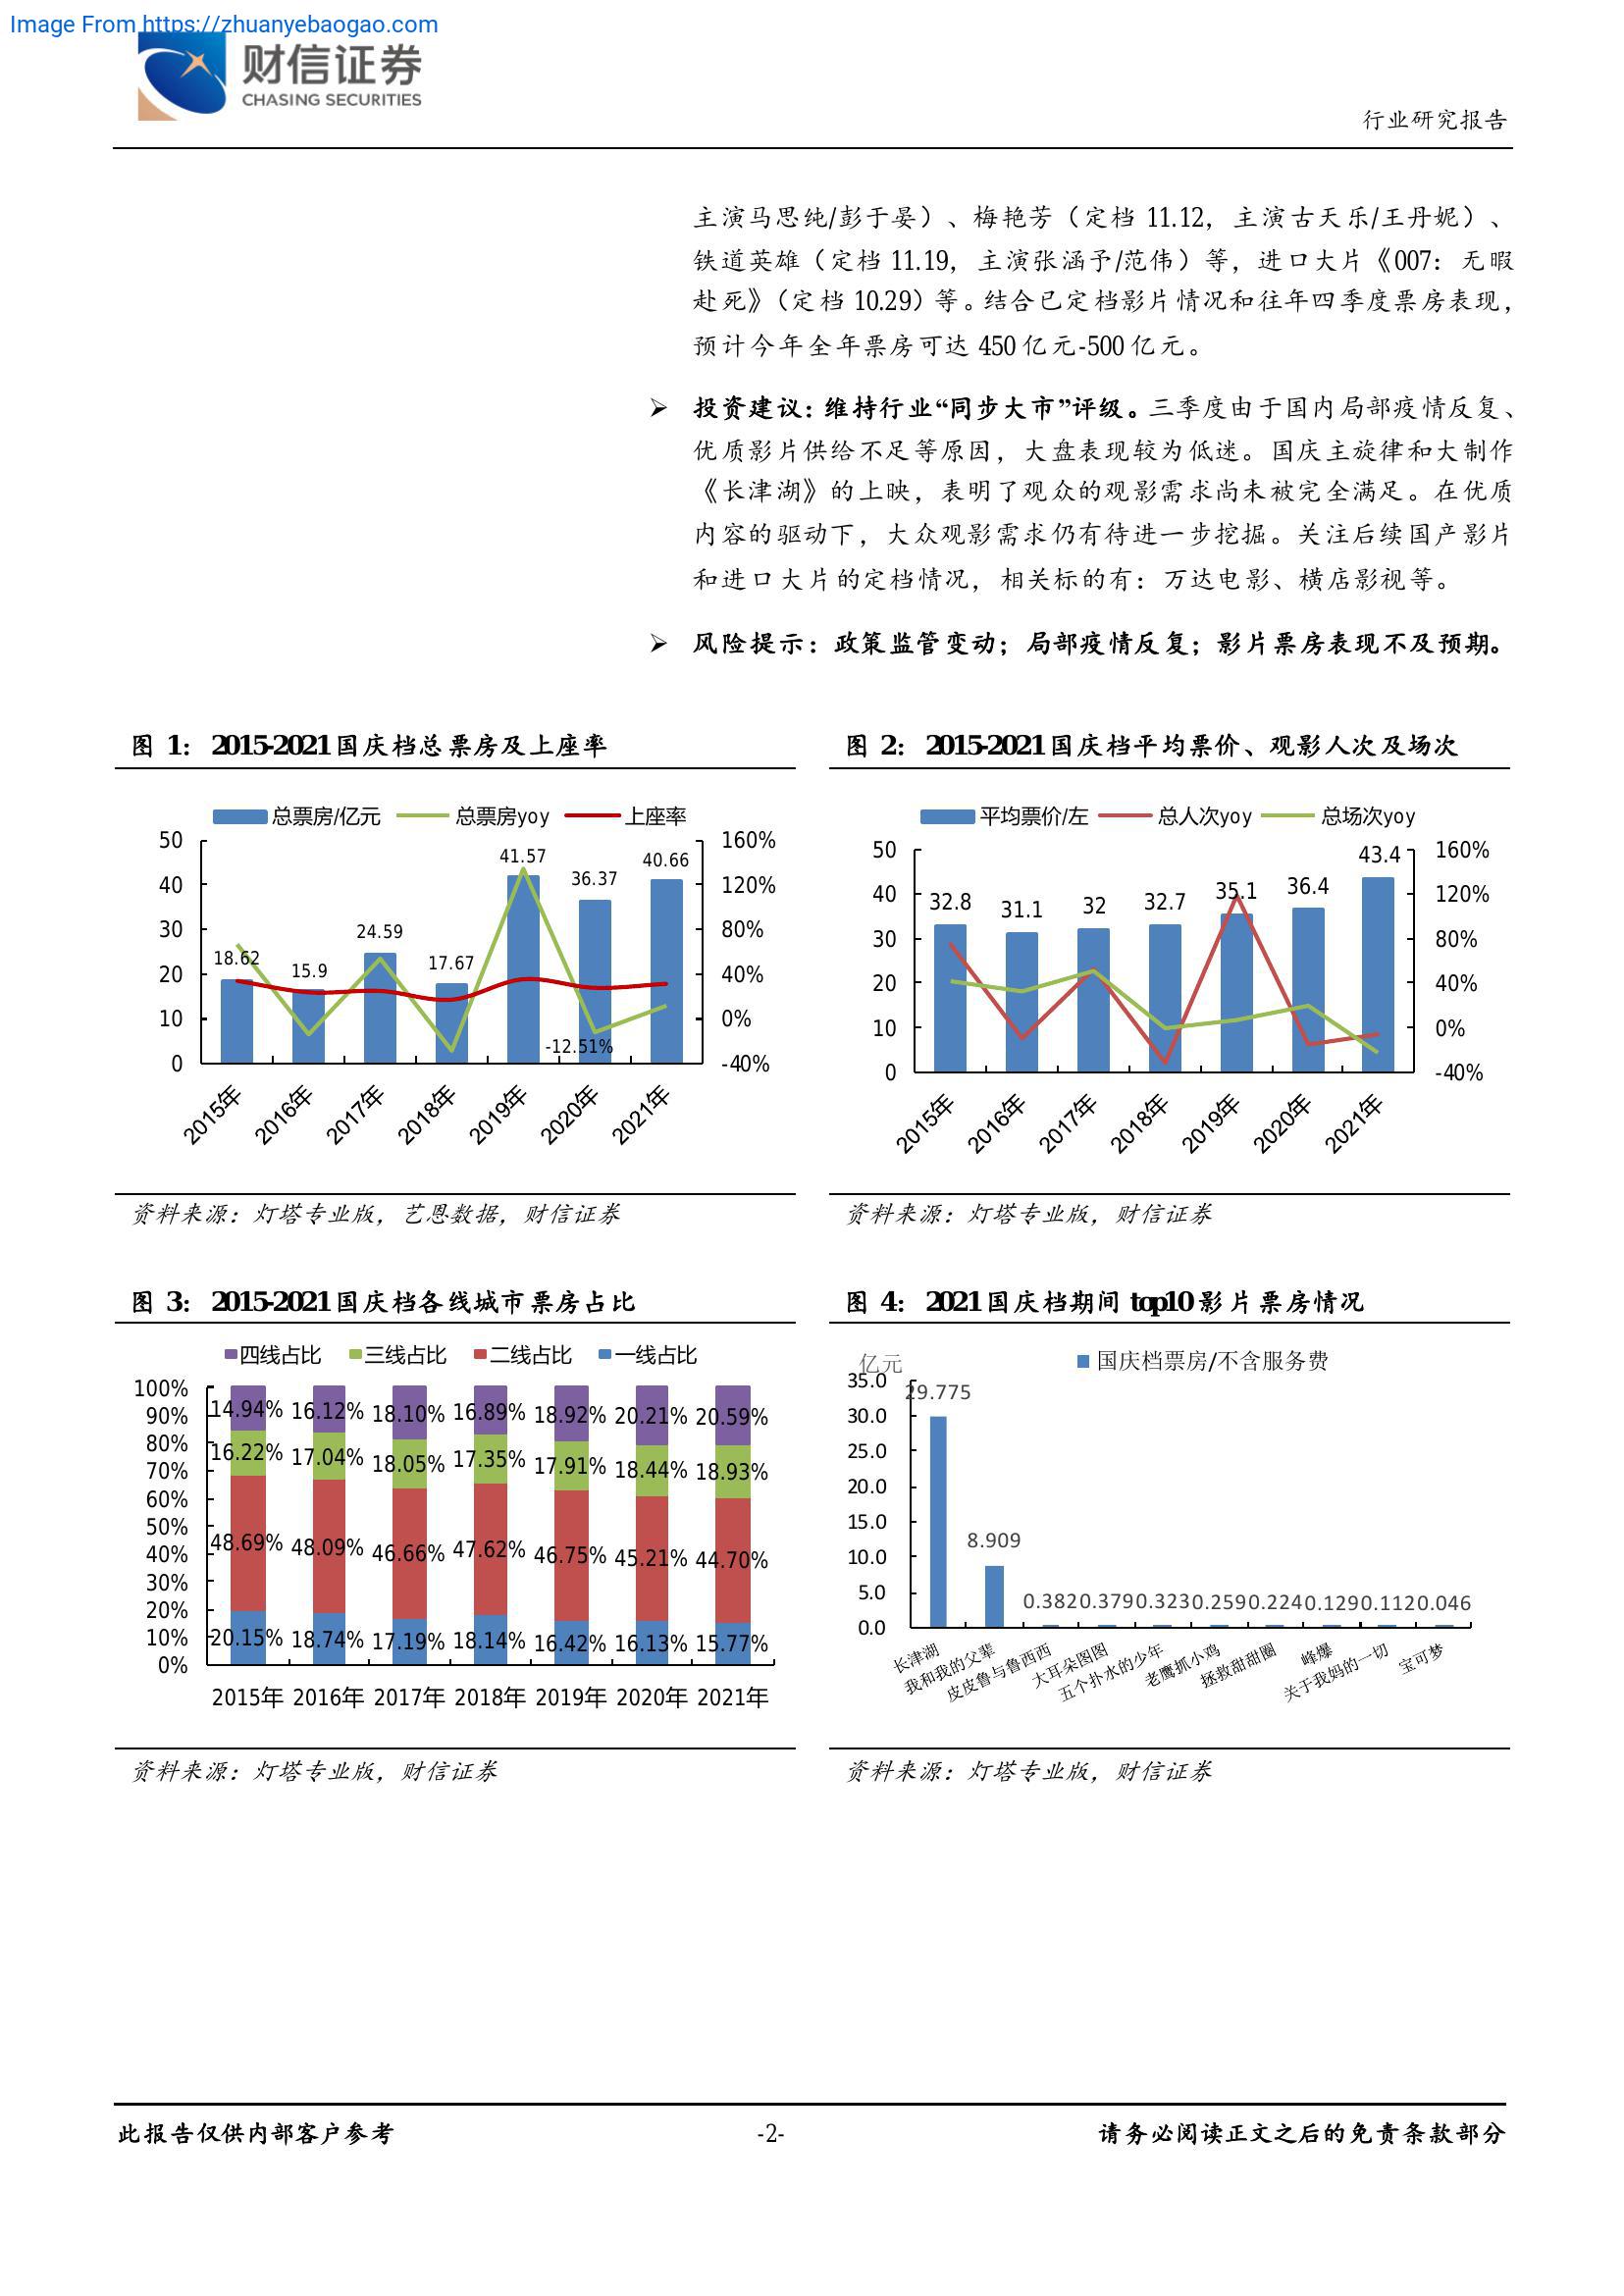 Image From https://zhuanyebaogao.com
财信证券
CHASING SECURITIES
行业研究报告
主演马思纯/彭于晏）、梅艳芳（定档 11.12，主演古天乐/王丹妮）、
铁道英雄（定档 11.19，主演张涵予/范伟）等，进口大片《007：无暇
赴死》（定档 10.29）等。结合已定档影片情况和往年四季度票房表现，
预计今年全年票房可达 450 亿元-500 亿元。
➢ 投资建议：维持行业“同步大市”评级。三季度由于国内局部疫情反复、
优质影片供给不足等原因，大盘表现较为低迷。国庆主旋律和大制作
《长津湖》的上映，表明了观众的观影需求尚未被完全满足。在优质
内容的驱动下，大众观影需求仍有待进一步挖掘。关注后续国产影片
和进口大片的定档情况，相关标的有：万达电影、横店影视等。
➢ 风险提示：政策监管变动；局部疫情反复；影片票房表现不及预期。
图 1： 2015-2021 国庆档总票房及上座率
总票房/亿元 总票房yoy 上座率
50
40
30
20
10
0
160%
120%
80%
40%
0%
-40%
18.62 15.9 24.59 17.67 41.57 36.37 40.66
-12.51%
2015年 2016年 2017年 2018年 2019年 2020年 2021年
资料来源：灯塔专业版，艺恩数据，财信证券
图 2： 2015-2021 国庆档平均票价、观影人次及场次
平均票价/左 总人次yoy 总场次yoy
50
40
30
20
10
0
160%
120%
80%
40%
0%
-40%
32.8 31.1 32 32.7 35.1 36.4 43.4
2015年 2016年 2017年 2018年 2019年 2020年 2021年
资料来源：灯塔专业版，财信证券
图 3： 2015-2021 国庆档各线城市票房占比
四线占比 三线占比 二线占比 一线占比
100%
90%
80%
70%
60%
50%
40%
30%
20%
10%
0%
14.94% 16.12% 18.10% 16.89% 18.92% 20.21% 20.59%
16.22% 17.04% 18.05% 17.35% 17.91% 18.44% 18.93%
48.69% 48.09% 46.66% 47.62% 46.75% 45.21% 44.70%
20.15% 18.74% 17.19% 18.14% 16.42% 16.13% 15.77%
2015年 2016年 2017年 2018年 2019年 2020年 2021年
资料来源：灯塔专业版，财信证券
图 4： 2021 国庆档期间 top10 影片票房情况
亿元
国庆档票房/不含服务费
35.0
30.0
25.0
20.0
15.0
10.0
5.0
0.0
29.775 8.909 0.382 0.379 0.323 0.259 0.224 0.129 0.112 0.046
长津湖 我和我的父辈 皮皮鲁与鲁西西 大耳朵图图 五个扑水的少年 老鹰抓小鸡 拯救甜甜圈 峰爆 关于我妈的一切 宝可梦
资料来源：灯塔专业版，财信证券
此报告仅供内部客户参考
-2-
请务必阅读正文之后的免责条款部分